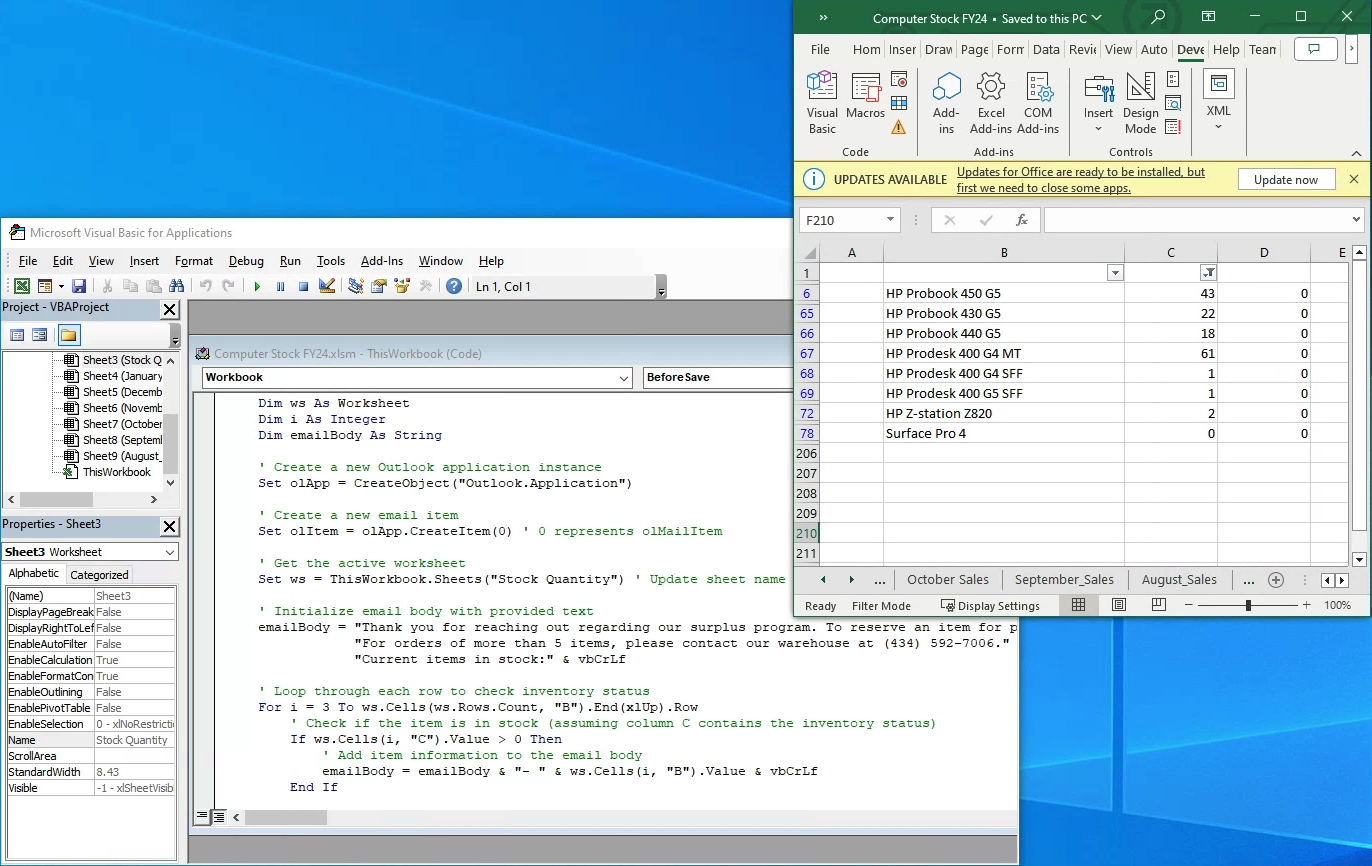 Computer Stock FY24 • Saved to this PC
File Hom Inser Draw Page Form Data Revie View Auto Deve Help Team
Visual Basic
Macros
Add-ins
Excel Add-ins
COM Add-ins
Insert
Design Mode
XML
Code
Add-ins
Controls
UPDATES AVAILABLE
Updates for Office are ready to be installed, but
first we need to close some apps.
Update now
F210
fx
A B C D E
1
6 HP Probook 450 G5 43 0
65 HP Probook 430 G5 22 0
66 HP Probook 440 G5 18 0
67 HP Prodesk 400 G4 MT 61 0
68 HP Prodesk 400 G4 SFF 1 0
69 HP Prodesk 400 G5 SFF 1 0
72 HP Z-station Z820 2 0
78 Surface Pro 4 0 0
206
207
208
209
210
211
... October Sales September_Sales August_Sales ...
Ready Filter Mode Display Settings 100%
Microsoft Visual Basic for Applications
File Edit View Insert Format Debug Run Tools Add-Ins Window Help
Ln 1, Col 1
Project - VBAProject
Sheet3 (Stock Q
Sheet4 (January
Sheet5 (Decemb
Sheet6 (Novemb
Sheet7 (October
Sheet8 (Septem
Sheet9 (August_
ThisWorkbook
Properties - Sheet3
Sheet3 Worksheet
Alphabetic Categorized
(Name) Sheet3
DisplayPageBreak False
DisplayRightToLef False
EnableAutoFilter False
EnableCalculation True
EnableFormatCon True
EnableOutlining False
EnablePivotTable False
EnableSelection 0 - xlNoRestricti
Name Stock Quantity
ScrollArea
StandardWidth 8.43
Visible -1 - xlSheetVisib
Computer Stock FY24.xlsm - ThisWorkbook (Code)
Workbook
BeforeSave
Dim ws As Worksheet
Dim i As Integer
Dim emailBody As String
' Create a new Outlook application instance
Set olApp = CreateObject("Outlook.Application")
' Create a new email item
Set olItem = olApp.CreateItem(0) ' 0 represents olMailItem
' Get the active worksheet
Set ws = ThisWorkbook.Sheets("Stock Quantity") ' Update sheet name
' Initialize email body with provided text
emailBody = "Thank you for reaching out regarding our surplus program. To reserve an item for p
"For orders of more than 5 items, please contact our warehouse at (434) 592-7006."
"Current items in stock:" & vbCrLf
' Loop through each row to check inventory status
For i = 3 To ws.Cells(ws.Rows.Count, "B").End(xlUp).Row
' Check if the item is in stock (assuming column C contains the inventory status)
If ws.Cells(i, "C").Value > 0 Then
' Add item information to the email body
emailBody = emailBody & "- " & ws.Cells(i, "B").Value & vbCrLf
End If